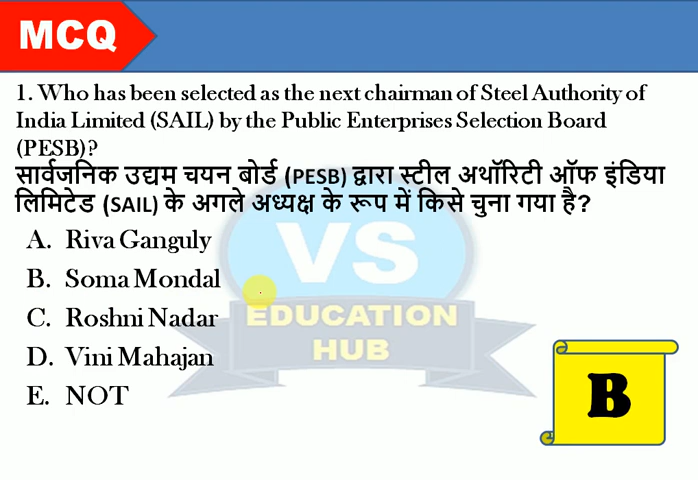 MCQ
1. Who has been selected as the next chairman of Steel Authority of
India Limited (SAIL) by the Public Enterprises Selection Board
(PESB)?
सार्वजनिक उद्यम चयन बोर्ड (PESB) द्वारा स्टील अथॉरिटी ऑफ इंडिया
लिमिटेड (SAIL) के अगले अध्यक्ष के रूप में किसे चुना गया है?
A. Riva Ganguly
B. Soma Mondal
C. Roshni Nadar
D. Vini Mahajan
E. NOT
VS
EDUCATION
HUB
B